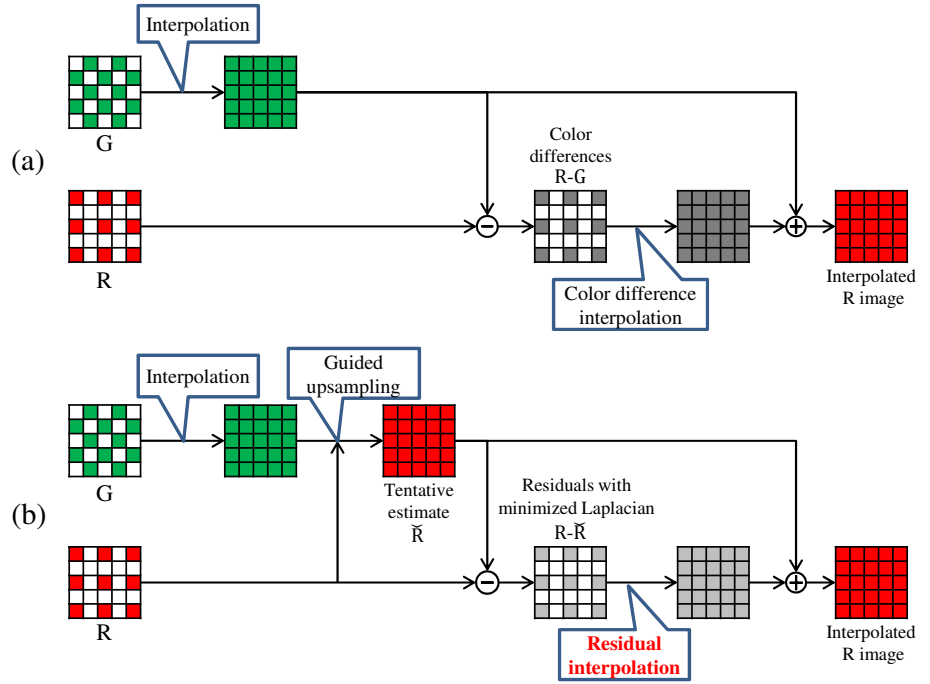 (a)
Interpolation
G
R
Color
differences
R-G
Color difference
interpolation
Interpolated
R image
(b)
Interpolation
Guided
upsampling
G
Tentative
estimate
Ř
R
Residuals with
minimized Laplacian
R-Ř
Residual
interpolation
Interpolated
R image